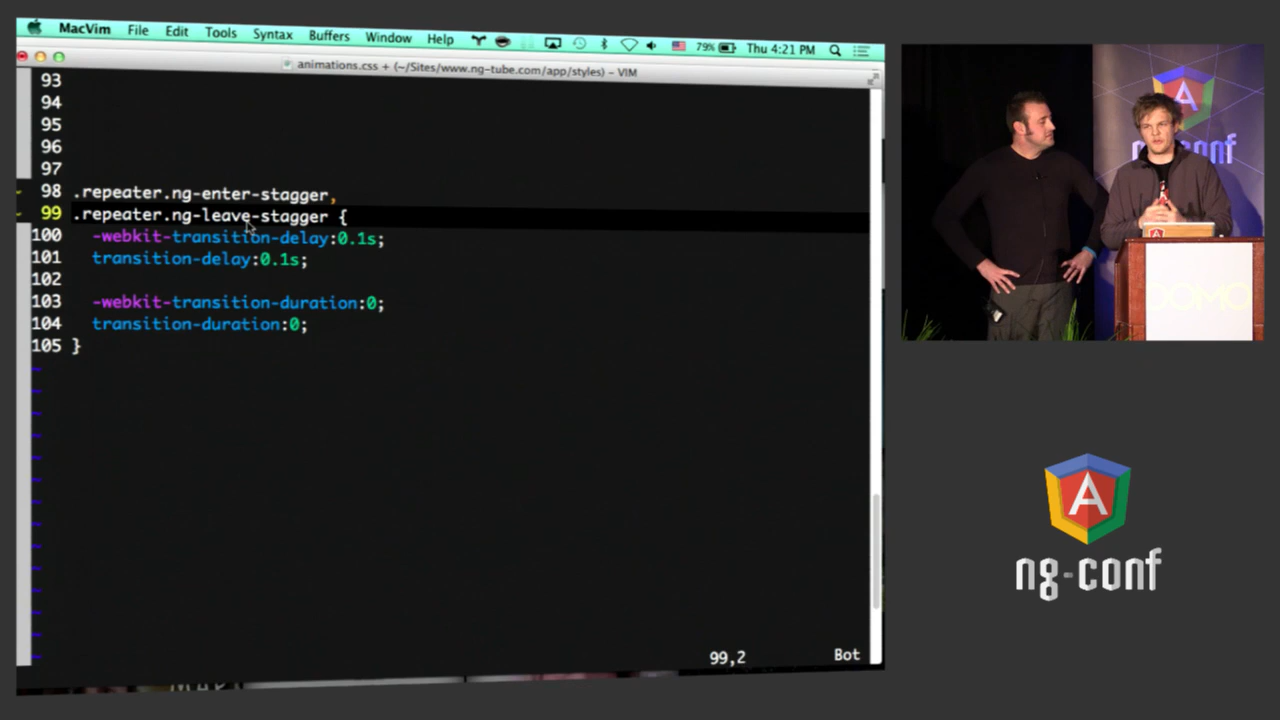 MacVim File Edit Tools Syntax Buffers Window Help 79% Thu 4:21 PM
animations.css + (~/Sites/www.ng-tube.com/app/styles) – VIM
93
94
95
96
97
98 .repeater.ng-enter-stagger,
99 .repeater.ng-leave-stagger {
100 -webkit-transition-delay:0.1s;
101 transition-delay:0.1s;
102
103 -webkit-transition-duration:0;
104 transition-duration:0;
105 }
~
~
~
~
~
~
~
~
~
~
~
~
~
~
99,2 Bot
A
ng-conf
DOMO
A
ng-conf